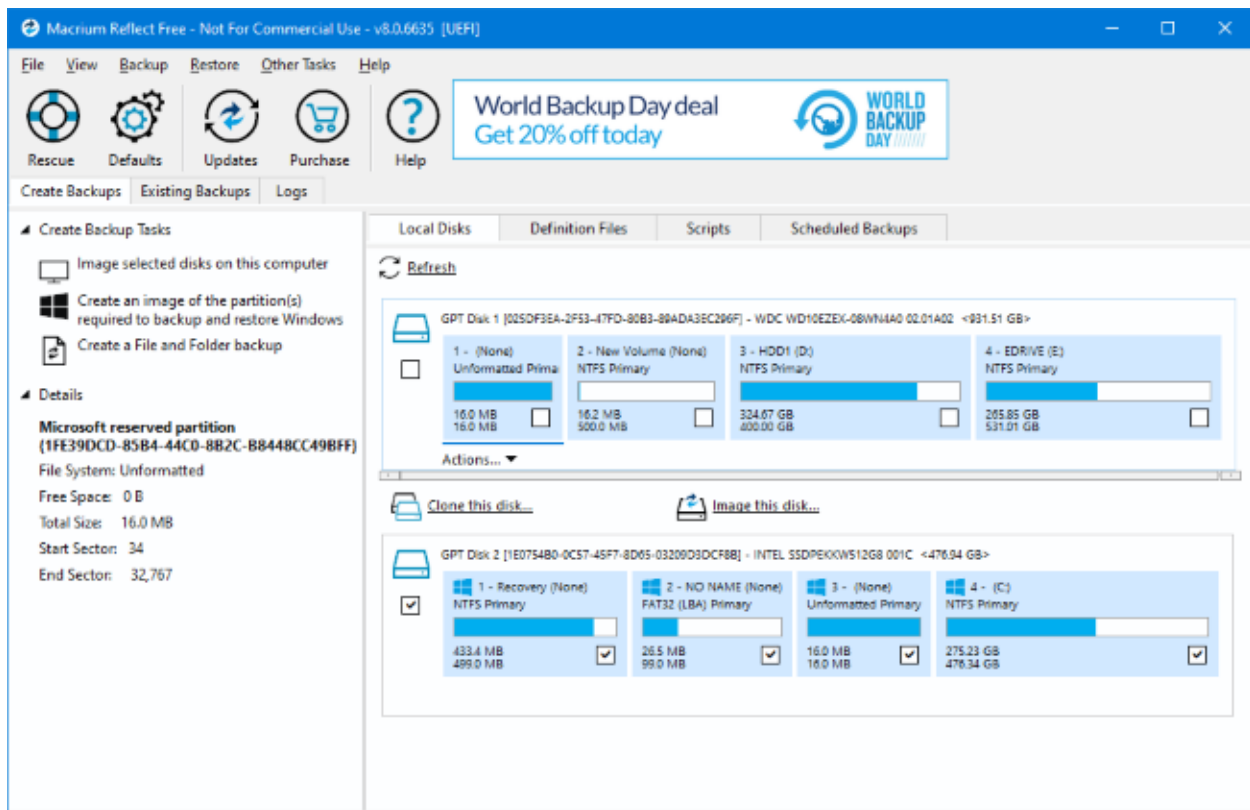 Macrium Reflect Free - Not For Commercial Use - v8.0.6635 [UEFI]
File View Backup Restore Other Tasks Help
World Backup Day deal
Get 20% off today
WORLD
BACKUP
DAY
Rescue Defaults Updates Purchase Help
Create Backups Existing Backups Logs
Create Backup Tasks
Image selected disks on this computer
Create an image of the partition(s)
required to backup and restore Windows
Create a File and Folder backup
Details
Microsoft reserved partition
(1FE39DCD-85B4-44C0-8B2C-B8448CC49BFF)
File System: Unformatted
Free Space: 0 B
Total Size: 16.0 MB
Start Sector: 34
End Sector: 32,767
Local Disks Definition Files Scripts Scheduled Backups
Refresh
GPT Disk 1 [025DF3EA-2F53-47FD-80B3-89ADA3EC296F] - WDC WD10EZEX-08WN4A0 02.01A02 <931.51 GB>
1 - (None)
Unformatted Prima
16.0 MB
16.0 MB
2 - New Volume (None)
NTFS Primary
16.2 MB
500.0 MB
3 - HDD1 (D:)
NTFS Primary
324.67 GB
400.00 GB
4 - EDRIVE (E:)
NTFS Primary
265.85 GB
531.01 GB
Actions...
Clone this disk... Image this disk...
GPT Disk 2 [1E0754B0-0C57-45F7-8D65-03209D3DCF8B] - INTEL SSDPEKKW512G8 001C <476.94 GB>
1 - Recovery (None)
NTFS Primary
433.4 MB
499.0 MB
2 - NO NAME (None)
FAT32 (LBA) Primary
26.5 MB
99.0 MB
3 - (None)
Unformatted Primary
16.0 MB
16.0 MB
4 - (C:)
NTFS Primary
275.23 GB
476.34 GB